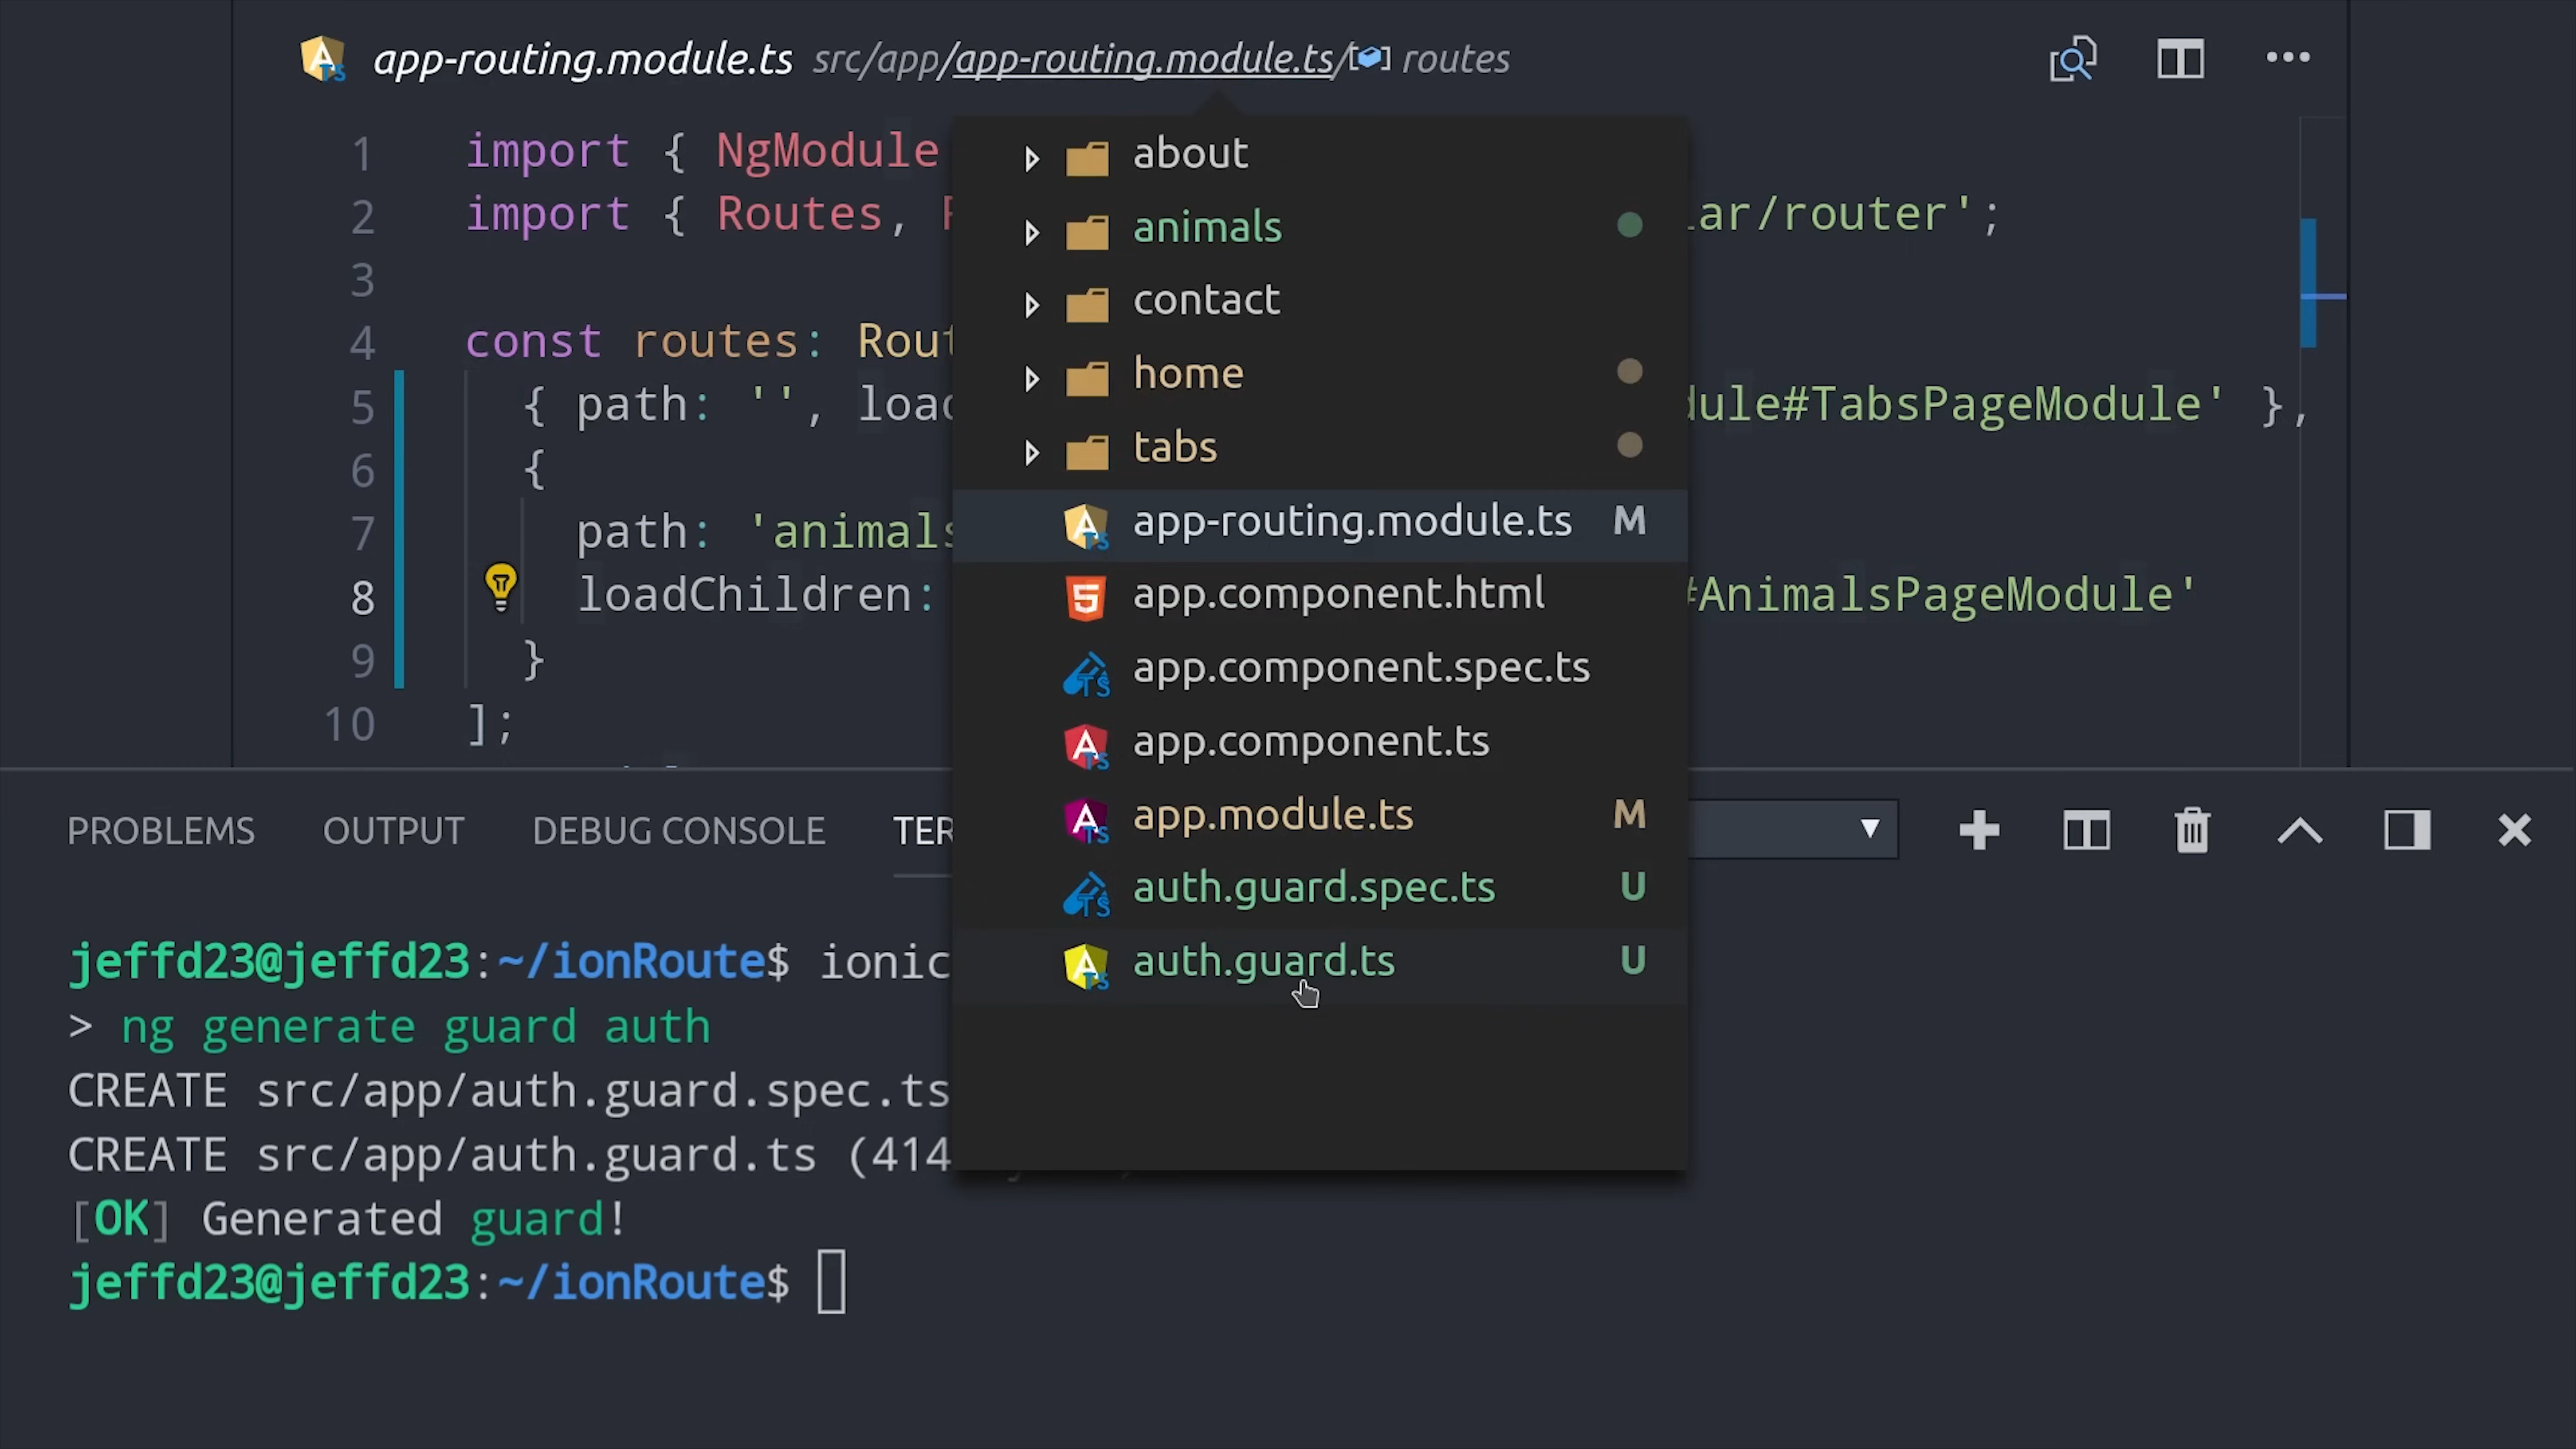 app-routing.module.ts src/app/app-routing.module.ts/ routes
1 import { NgModule
2 import { Routes, ar/router';
3
4 const routes: Rout
5 { path: '', load dule#TabsPageModule' },
6 {
7 path: 'animals
8 loadChildren: #AnimalsPageModule'
9 }
10 ];
about
animals
contact
home
tabs
app-routing.module.ts M
app.component.html
app.component.spec.ts
app.component.ts
app.module.ts M
auth.guard.spec.ts U
auth.guard.ts U
PROBLEMS OUTPUT DEBUG CONSOLE TER
jeffd23@jeffd23:~/ionRoute$ ionic
> ng generate guard auth
CREATE src/app/auth.guard.spec.ts
CREATE src/app/auth.guard.ts (414
[OK] Generated guard!
jeffd23@jeffd23:~/ionRoute$